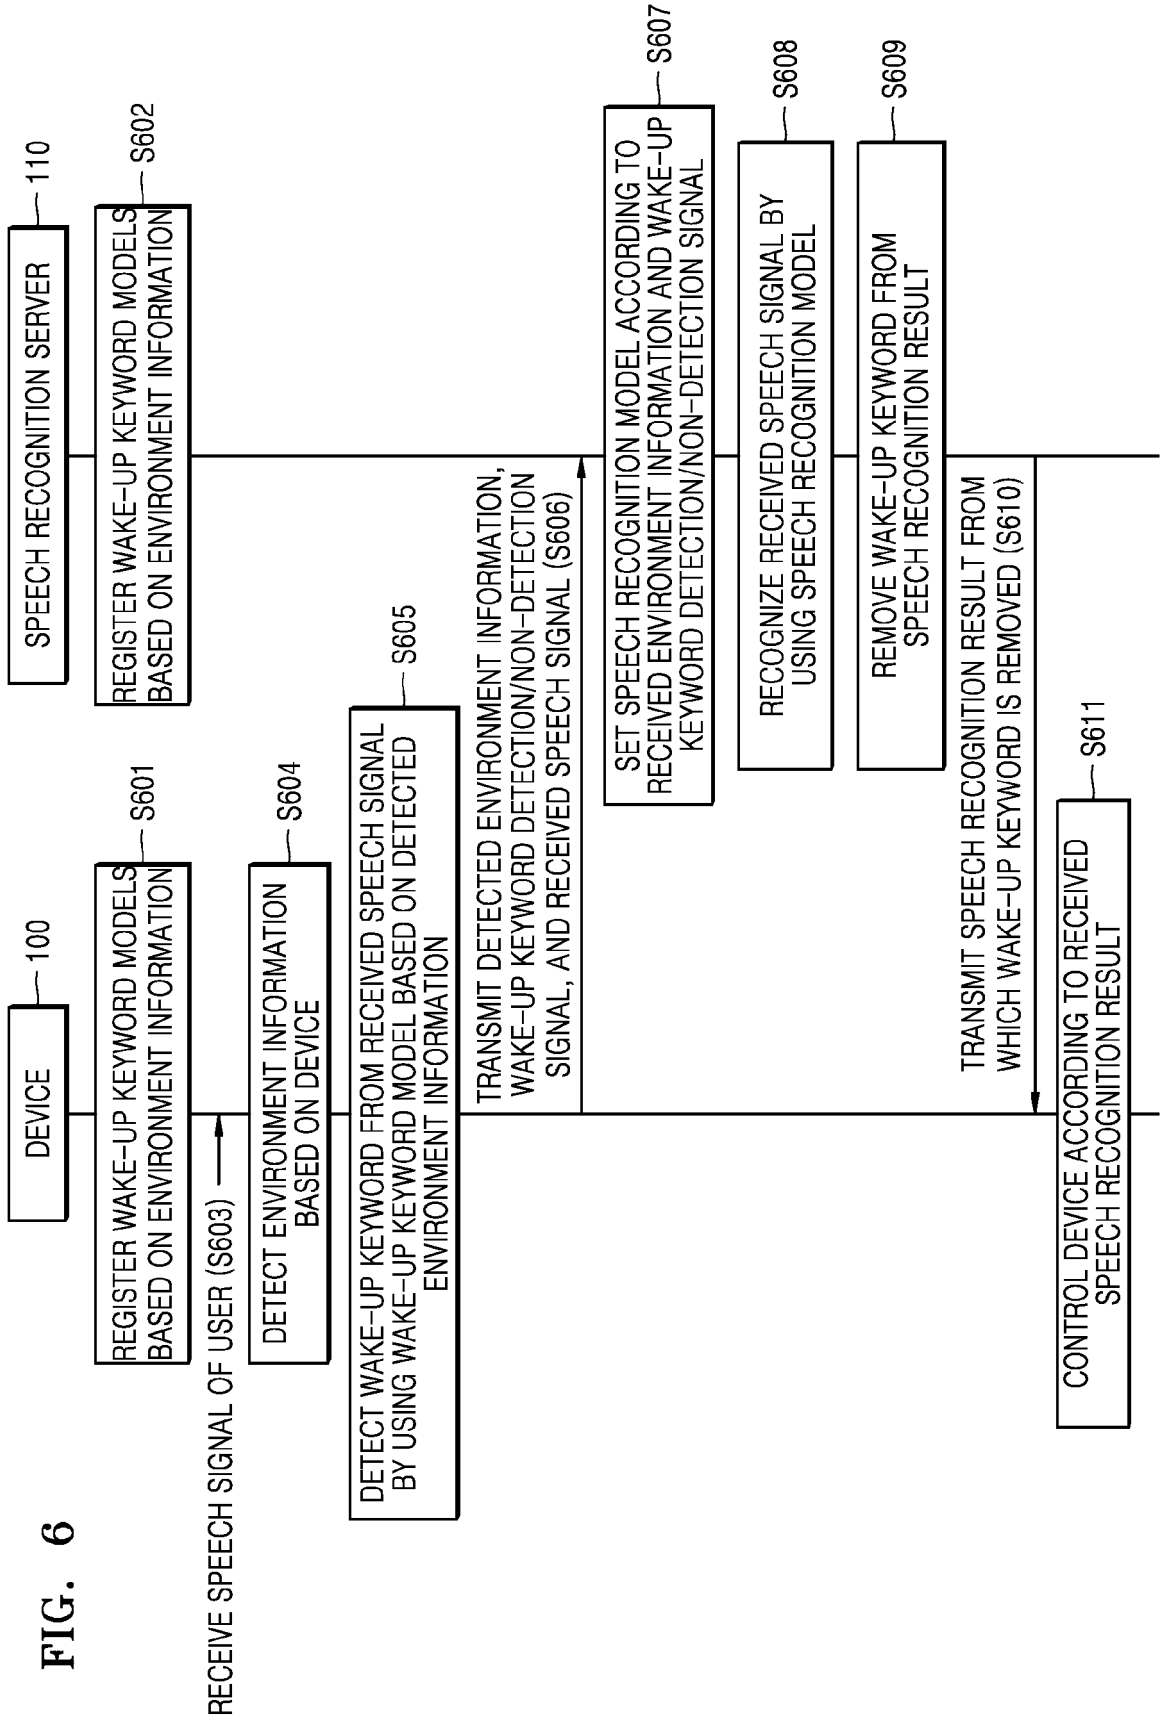 FIG. 6
DEVICE
100
SPEECH RECOGNITION SERVER
110
REGISTER WAKE-UP KEYWORD MODELS
BASED ON ENVIRONMENT INFORMATION
S601
REGISTER WAKE-UP KEYWORD MODELS
BASED ON ENVIRONMENT INFORMATION
S602
RECEIVE SPEECH SIGNAL OF USER (S603)
DETECT ENVIRONMENT INFORMATION
BASED ON DEVICE
S604
DETECT WAKE-UP KEYWORD FROM RECEIVED SPEECH SIGNAL
BY USING WAKE-UP KEYWORD MODEL BASED ON DETECTED
ENVIRONMENT INFORMATION
S605
TRANSMIT DETECTED ENVIRONMENT INFORMATION,
WAKE-UP KEYWORD DETECTION/NON-DETECTION
SIGNAL, AND RECEIVED SPEECH SIGNAL (S606)
SET SPEECH RECOGNITION MODEL ACCORDING TO
RECEIVED ENVIRONMENT INFORMATION AND WAKE-UP
KEYWORD DETECTION/NON-DETECTION SIGNAL
S607
RECOGNIZE RECEIVED SPEECH SIGNAL BY
USING SPEECH RECOGNITION MODEL
S608
REMOVE WAKE-UP KEYWORD FROM
SPEECH RECOGNITION RESULT
S609
TRANSMIT SPEECH RECOGNITION RESULT FROM
WHICH WAKE-UP KEYWORD IS REMOVED (S610)
CONTROL DEVICE ACCORDING TO RECEIVED
SPEECH RECOGNITION RESULT
S611